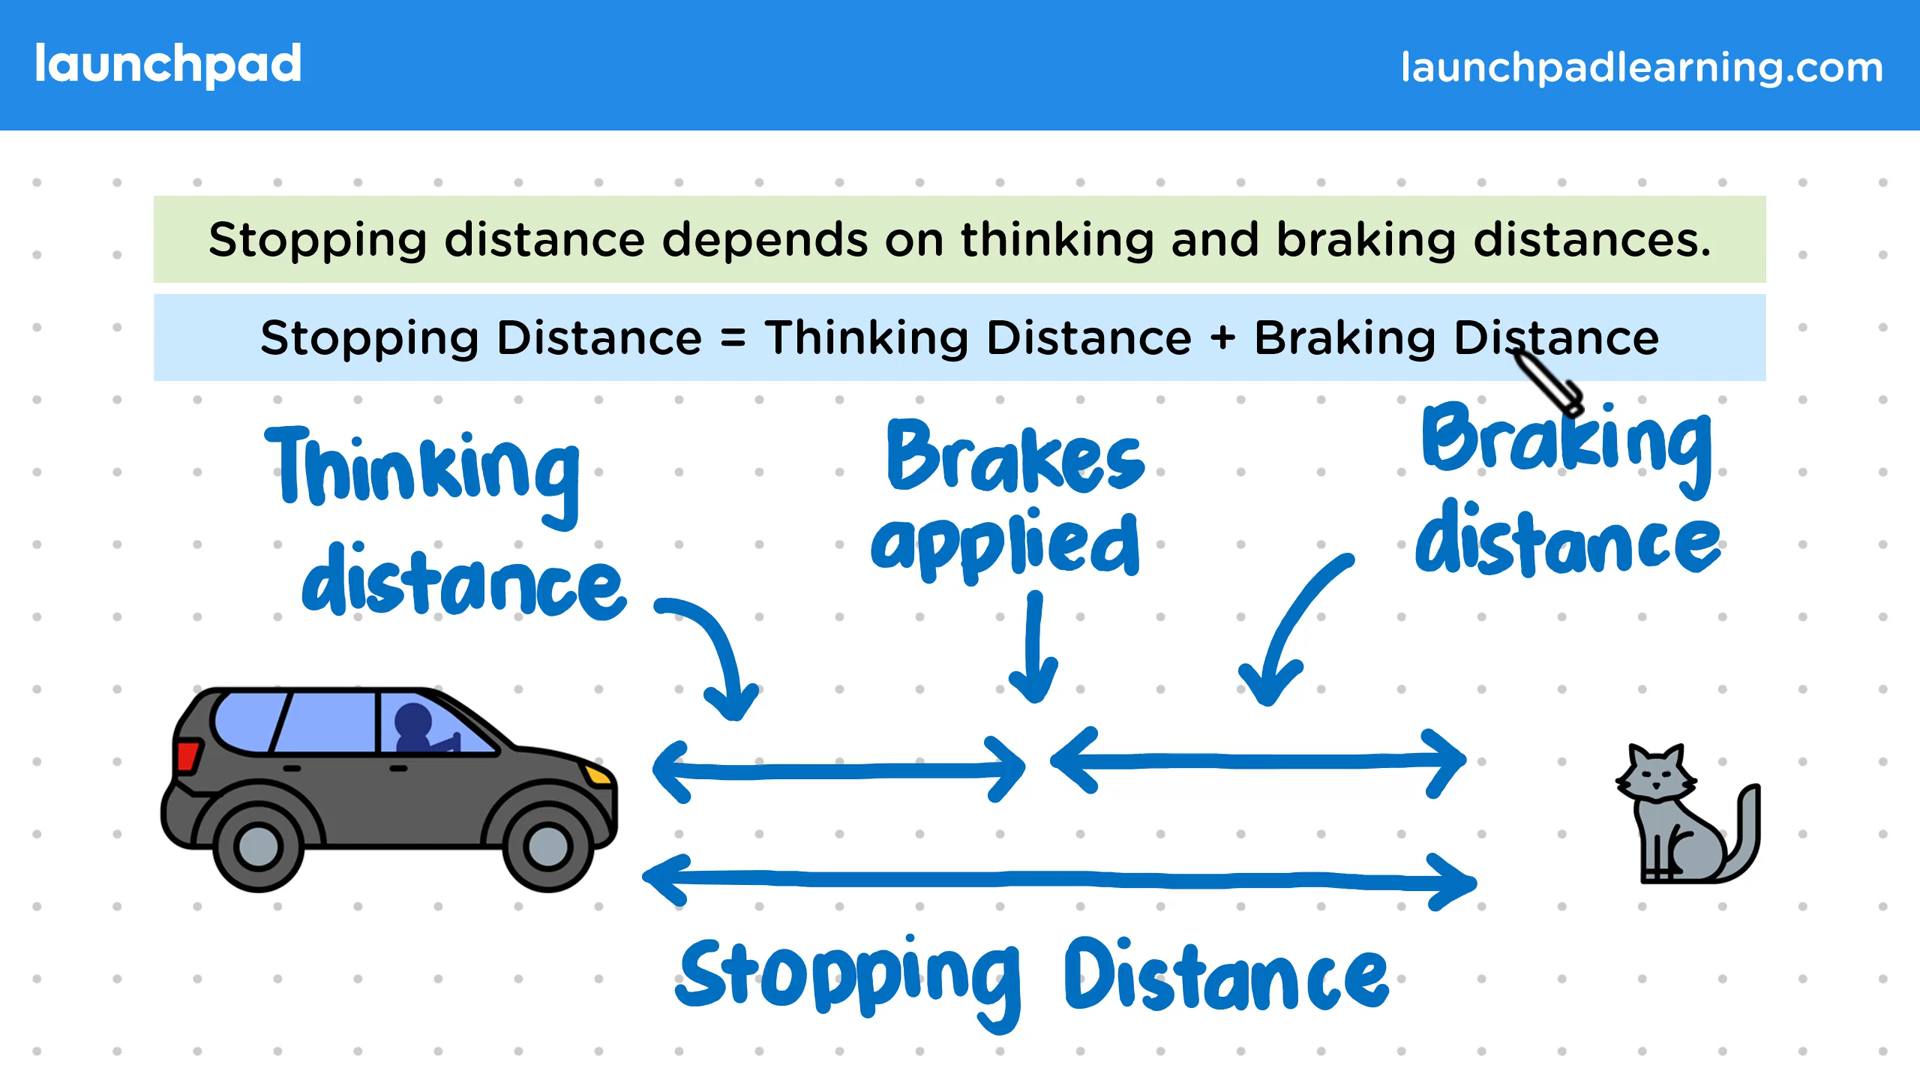 launchpad
launchpadlearning.com
Stopping distance depends on thinking and braking distances.
Stopping Distance = Thinking Distance + Braking Distance
Thinking
distance
Brakes
applied
Braking
distance
Stopping Distance